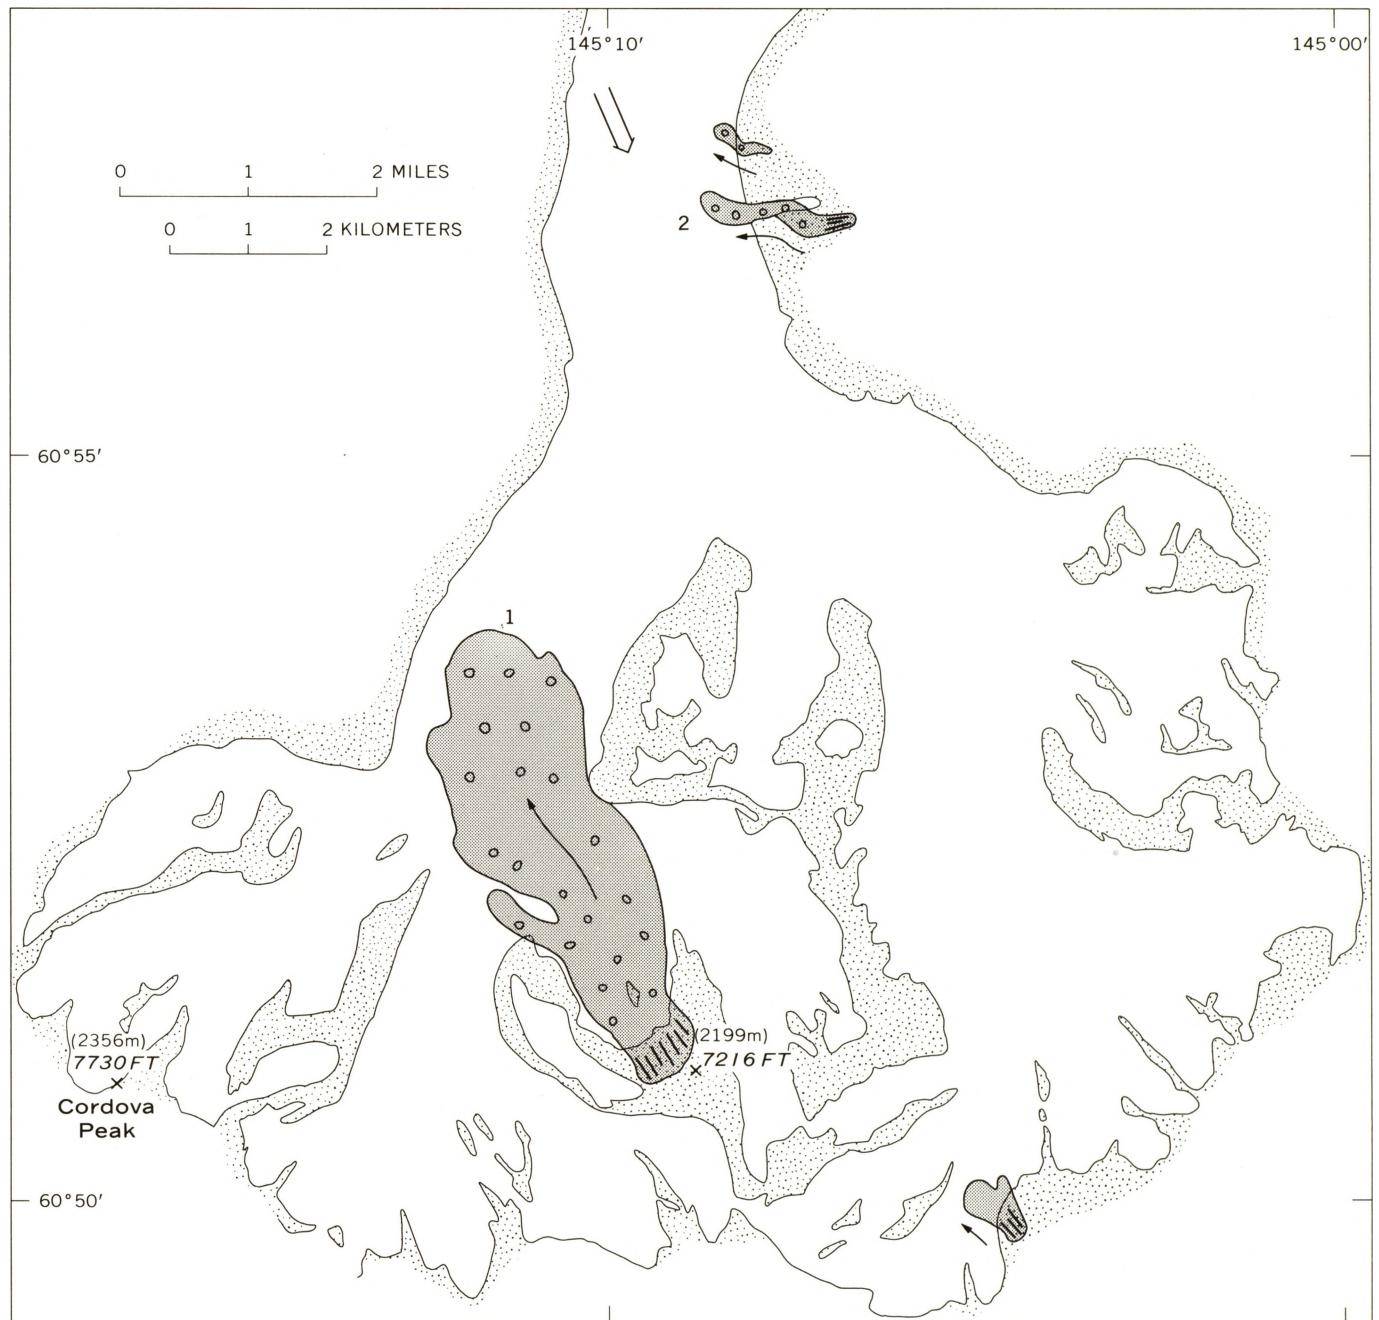 145°10′
145°00′
0 1 2 MILES
0 1 2 KILOMETERS
2
60°55′
1
(2356m)
7730 FT
Cordova
Peak
(2199m)
7216 FT
60°50′